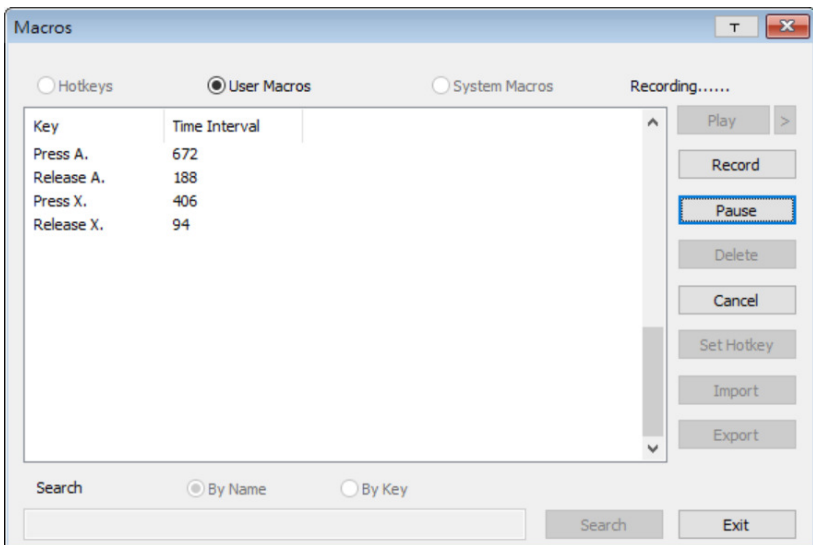 Macros
Hotkeys User Macros System Macros Recording......
Key Time Interval Play >
Press A. 672
Release A. 188 Record
Press X. 406
Release X. 94 Pause
Delete
Cancel
Set Hotkey
Import
Export
Search By Name By Key
Search Exit